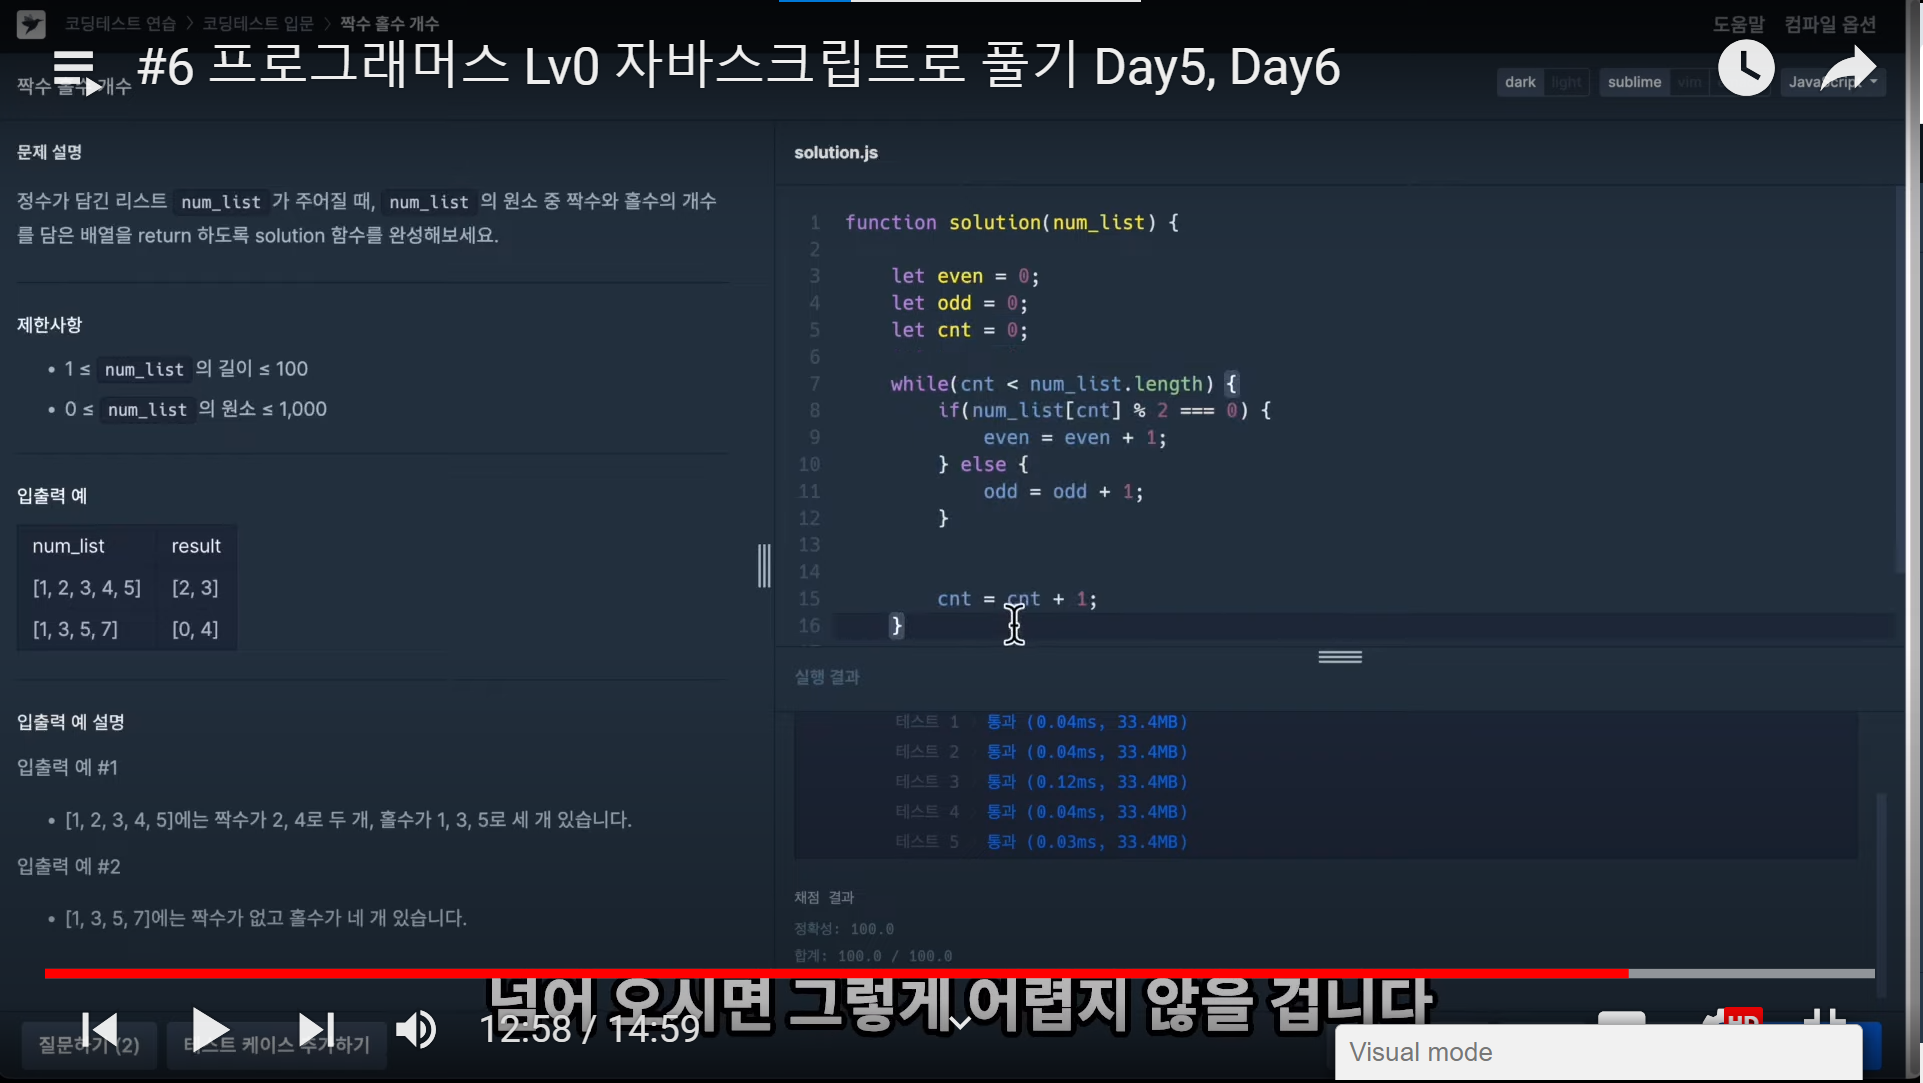 코딩테스트 연습 > 코딩테스트 입문 > 짝수 홀수 개수
도움말 컴파일 옵션
#6 프로그래머스 Lv0 자바스크립트로 풀기 Day5, Day6
짝수 홀수 개수
dark light sublime vim JavaScript
문제 설명
정수가 담긴 리스트 num_list 가 주어질 때, num_list 의 원소 중 짝수와 홀수의 개수
를 담은 배열을 return 하도록 solution 함수를 완성해보세요.
제한사항
• 1 ≤ num_list 의 길이 ≤ 100
• 0 ≤ num_list 의 원소 ≤ 1,000
입출력 예
num_list result
[1, 2, 3, 4, 5] [2, 3]
[1, 3, 5, 7] [0, 4]
입출력 예 설명
입출력 예 #1
• [1, 2, 3, 4, 5]에는 짝수가 2, 4로 두 개, 홀수가 1, 3, 5로 세 개 있습니다.
입출력 예 #2
• [1, 3, 5, 7]에는 짝수가 없고 홀수가 네 개 있습니다.
solution.js
1 function solution(num_list) {
2
3 let even = 0;
4 let odd = 0;
5 let cnt = 0;
6
7 while(cnt < num_list.length) {
8 if(num_list[cnt] % 2 === 0) {
9 even = even + 1;
10 } else {
11 odd = odd + 1;
12 }
13
14
15 cnt = cnt + 1;
16 }
실행 결과
테스트 1 통과 (0.04ms, 33.4MB)
테스트 2 통과 (0.04ms, 33.4MB)
테스트 3 통과 (0.12ms, 33.4MB)
테스트 4 통과 (0.04ms, 33.4MB)
테스트 5 통과 (0.03ms, 33.4MB)
채점 결과
정확성: 100.0
합계: 100.0 / 100.0
넘어 오시면 그렇게 어렵지 않을 겁니다
질문하기 (2) 테스트 케이스 추가하기
12:58 / 14:59
HD
Visual mode